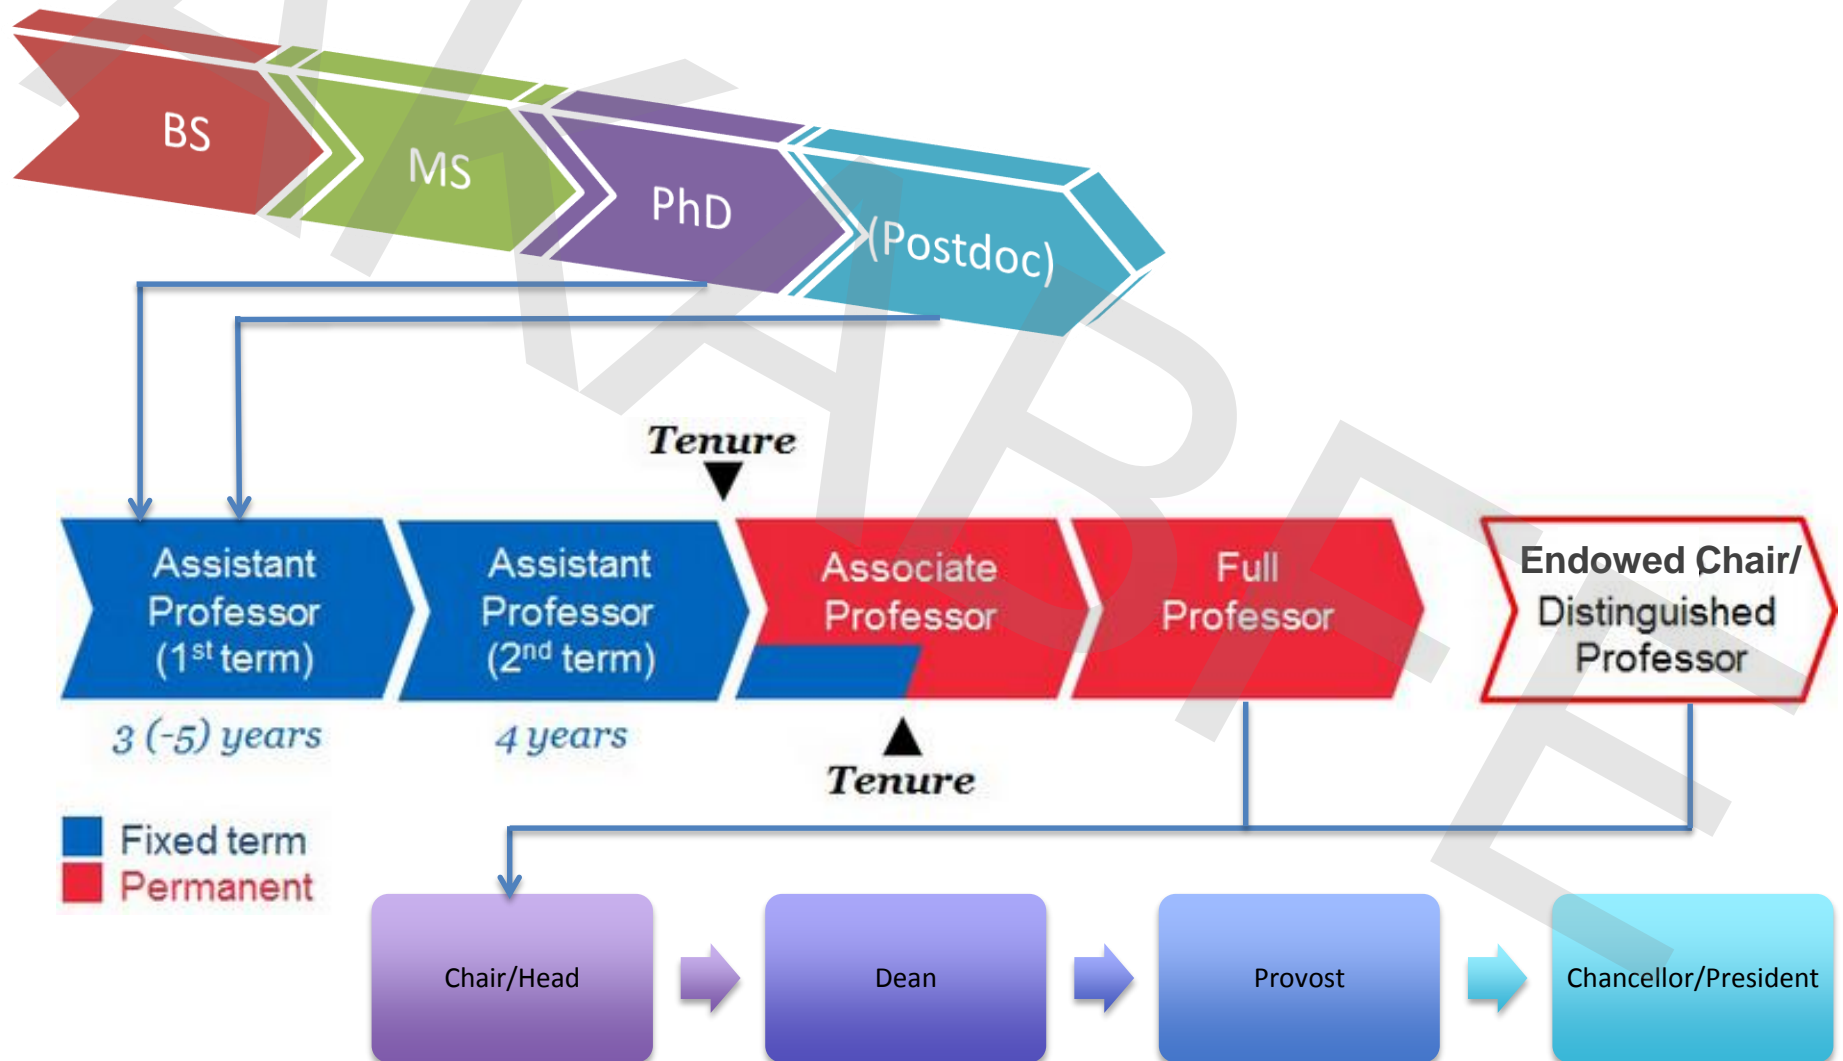 BS
MS
PhD
(Postdoc)
Tenure
Assistant
Professor
(1st term)
Assistant
Professor
(2nd term)
Associate
Professor
Full
Professor
Endowed Chair/
Distinguished
Professor
3 (-5) years
4 years
Tenure
Fixed term
Permanent
Chair/Head
Dean
Provost
Chancellor/President